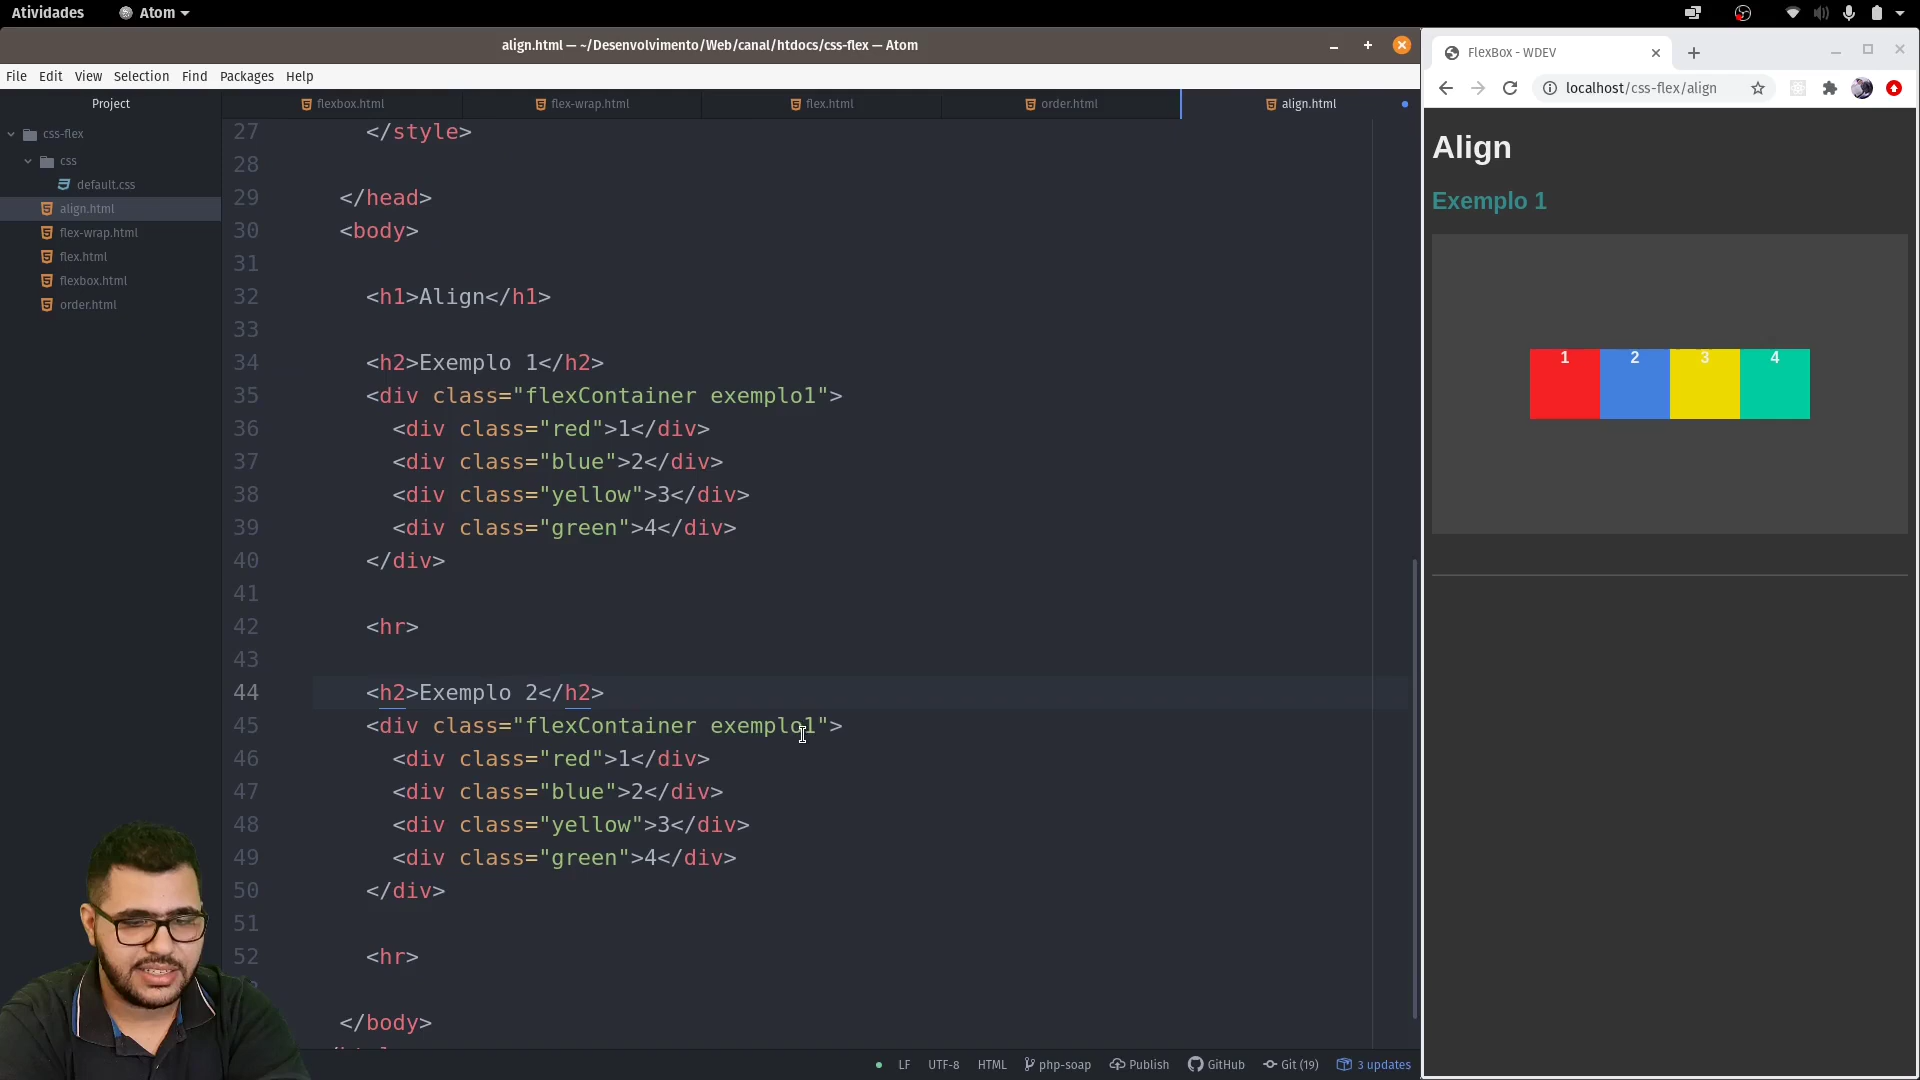 Atividades
Atom
align.html — ~/Desenvolvimento/Web/canal/htdocs/css-flex — Atom
File Edit View Selection Find Packages Help
Project
css-flex
css
default.css
align.html
flex-wrap.html
flex.html
flexbox.html
order.html
flexbox.html flex-wrap.html flex.html order.html align.html
27 </style>
28
29 </head>
30 <body>
31
32 <h1>Align</h1>
33
34 <h2>Exemplo 1</h2>
35 <div class="flexContainer exemplo1">
36 <div class="red">1</div>
37 <div class="blue">2</div>
38 <div class="yellow">3</div>
39 <div class="green">4</div>
40 </div>
41
42 <hr>
43
44 <h2>Exemplo 2</h2>
45 <div class="flexContainer exemplo1">
46 <div class="red">1</div>
47 <div class="blue">2</div>
48 <div class="yellow">3</div>
49 <div class="green">4</div>
50 </div>
51
52 <hr>
</body>
LF UTF-8 HTML php-soap Publish GitHub Git (19) 3 updates
FlexBox - WDEV
localhost/css-flex/align
Align
Exemplo 1
1 2 3 4